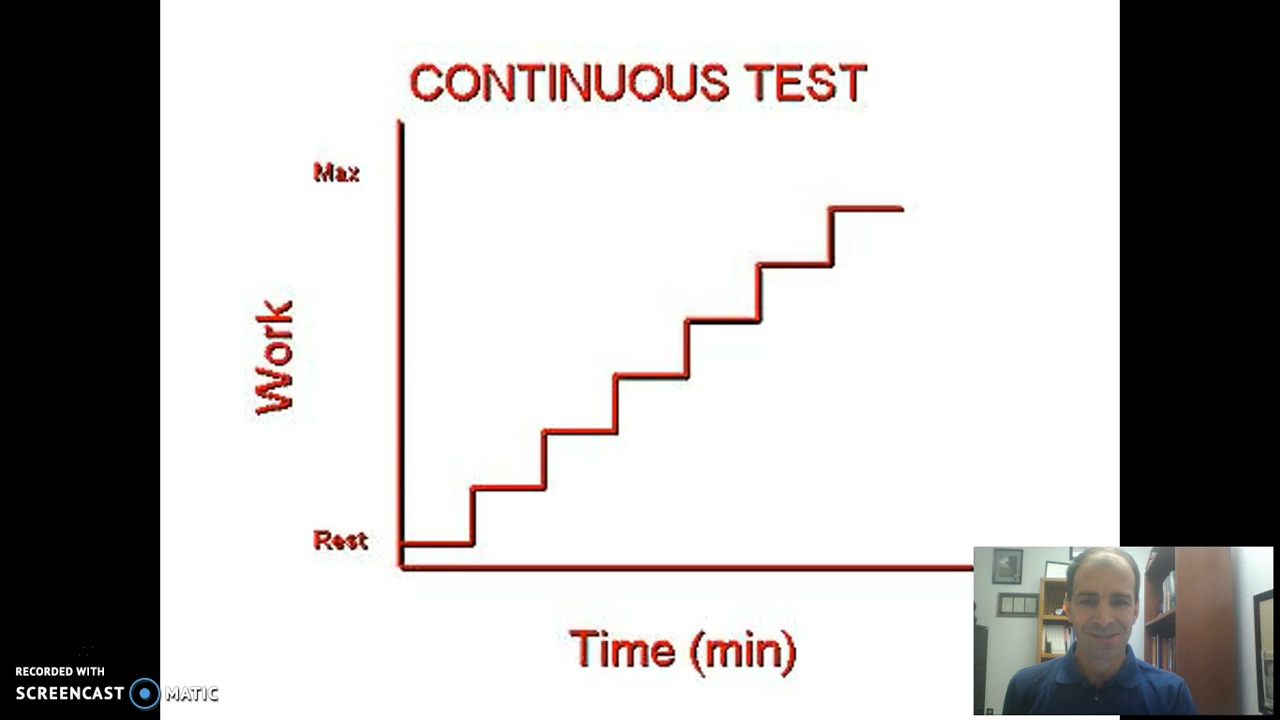 CONTINUOUS TEST
Max
Work
Rest
Time (min)
RECORDED WITH
SCREENCAST MATIC